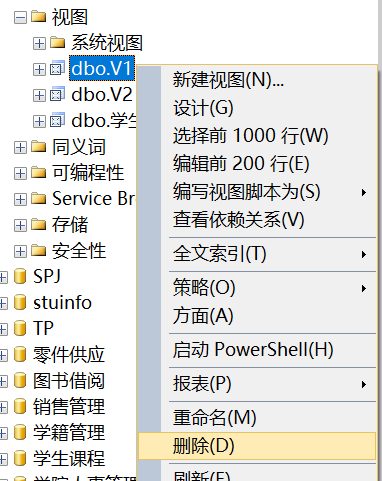 视图
系统视图
dbo.V1
dbo.V2
dbo.学生
同义词
可编程性
Service Br
存储
安全性
SPJ
stuinfo
TP
零件供应
图书借阅
销售管理
学籍管理
学生课程
新建视图(N)...
设计(G)
选择前 1000 行(W)
编辑前 200 行(E)
编写视图脚本为(S)
查看依赖关系(V)
全文索引(T)
策略(O)
方面(A)
启动 PowerShell(H)
报表(P)
重命名(M)
删除(D)
刷新(F)